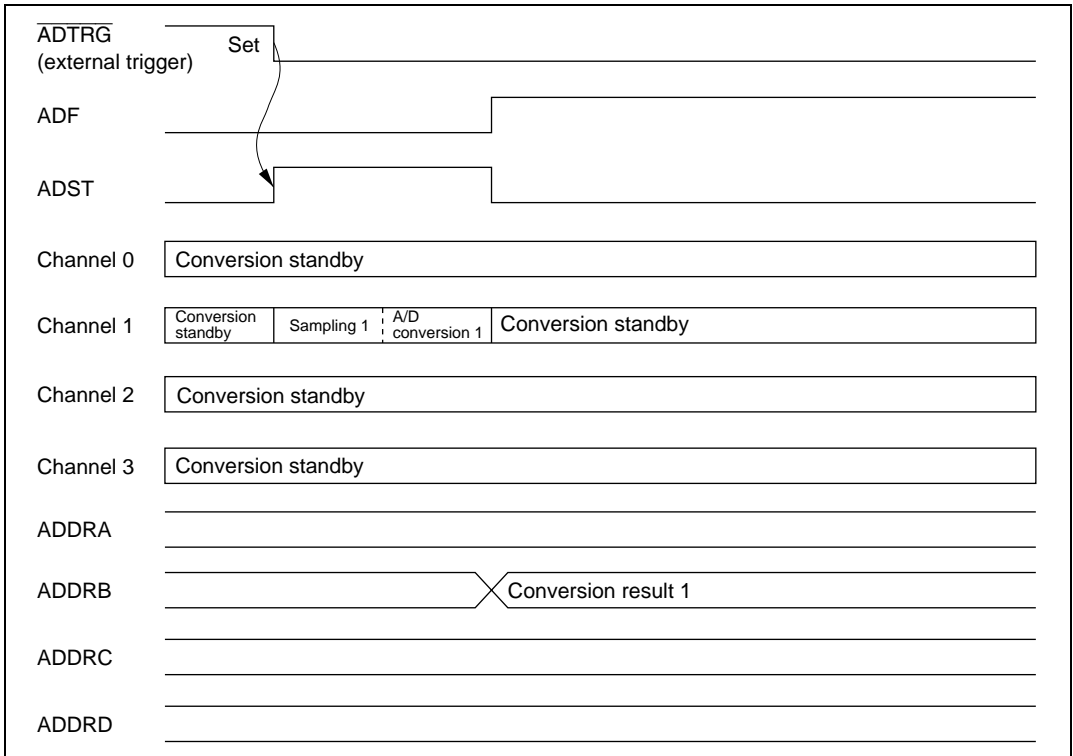 ADTRG
(external trigger)
Set
ADF
ADST
Channel 0
Conversion standby
Channel 1
Conversion
standby
Sampling 1
A/D
conversion 1
Conversion standby
Channel 2
Conversion standby
Channel 3
Conversion standby
ADDRA
ADDRB
Conversion result 1
ADDRC
ADDRD